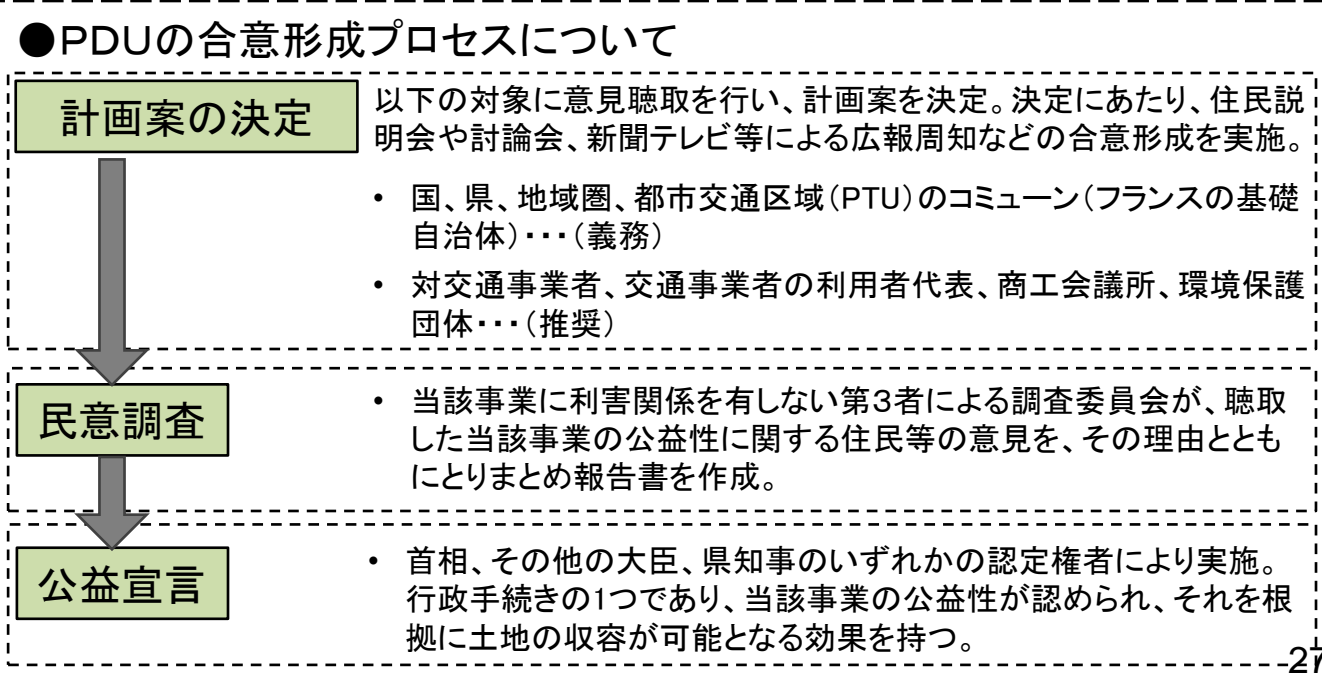 ●PDUの合意形成プロセスについて
計画案の決定
以下の対象に意見聴取を行い、計画案を決定。決定にあたり、住民説
明会や討論会、新聞テレビ等による広報周知などの合意形成を実施。
• 国、県、地域圏、都市交通区域（PTU）のコミューン（フランスの基礎
自治体）・・・（義務）
• 対交通事業者、交通事業者の利用者代表、商工会議所、環境保護
団体・・・（推奨）
民意調査
• 当該事業に利害関係を有しない第３者による調査委員会が、聴取
した当該事業の公益性に関する住民等の意見を、その理由ととも
にとりまとめ報告書を作成。
公益宣言
• 首相、その他の大臣、県知事のいずれかの認定権者により実施。
行政手続きの1つであり、当該事業の公益性が認められ、それを根
拠に土地の収容が可能となる効果を持つ。